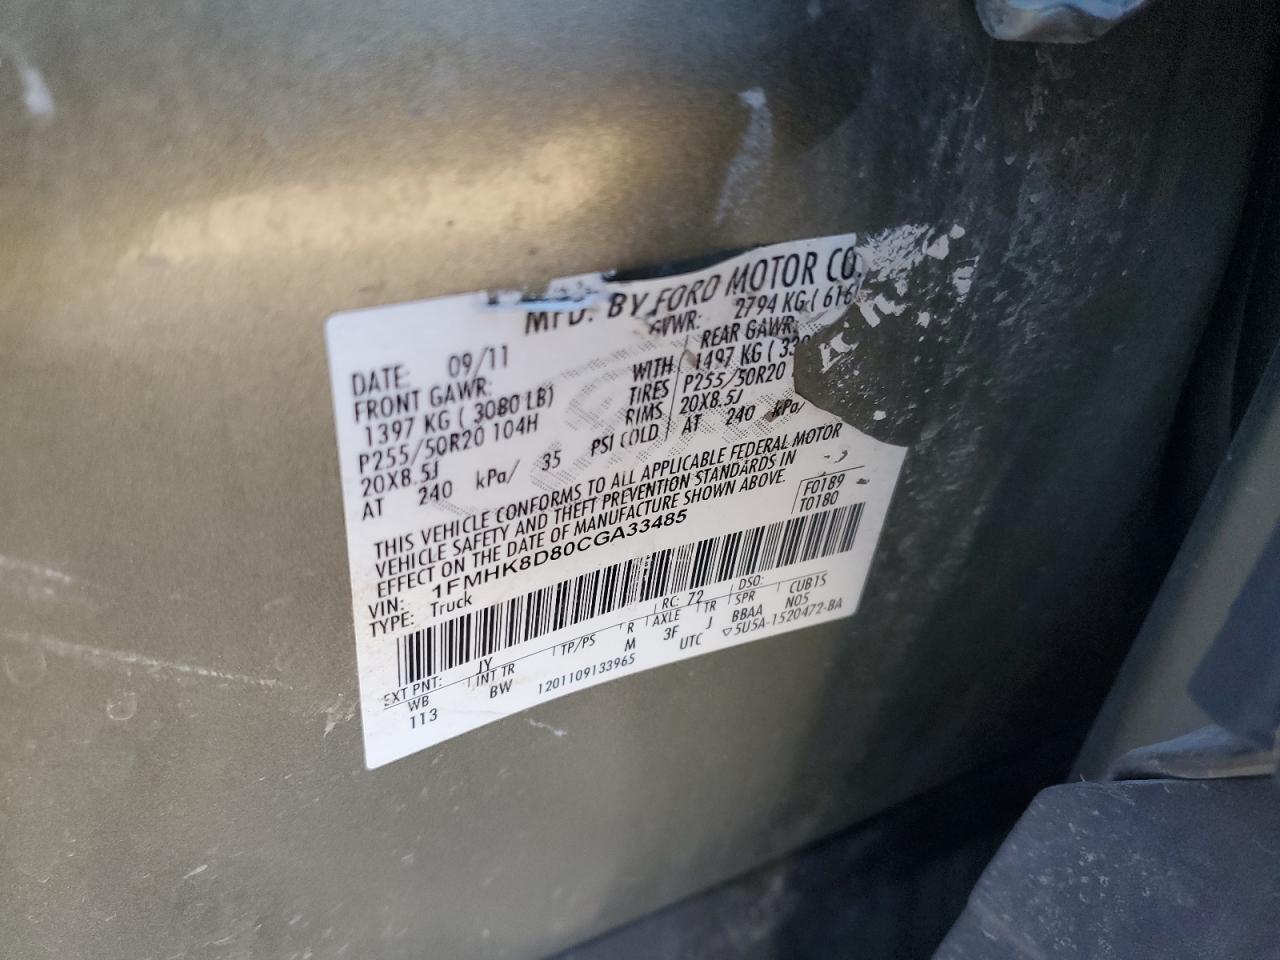 MFD. BY FORD MOTOR CO.
DATE: 09/11 GVWR: 2794 KG ( 616
FRONT GAWR: REAR GAWR:
1397 KG ( 3080 LB) WITH 1497 KG ( 330
P255/50R20 104H TIRES P255/50R20
20X8.5J RIMS 20X8.5J
AT 240 kPa/ 35 PSI COLD AT 240 kPa/
THIS VEHICLE CONFORMS TO ALL APPLICABLE FEDERAL MOTOR
VEHICLE SAFETY AND THEFT PREVENTION STANDARDS IN
EFFECT ON THE DATE OF MANUFACTURE SHOWN ABOVE.
VIN: 1FMHK8D80CGA33485 F0189
TYPE: Truck T0180
EXT PNT: JY RC: 72 DSO:
WB INT TR TP/PS R AXLE TR SPR CUB1S
113 BW M 3F J BBAA N05
1201109133965 UTC ▽5U5A-1520472-BA